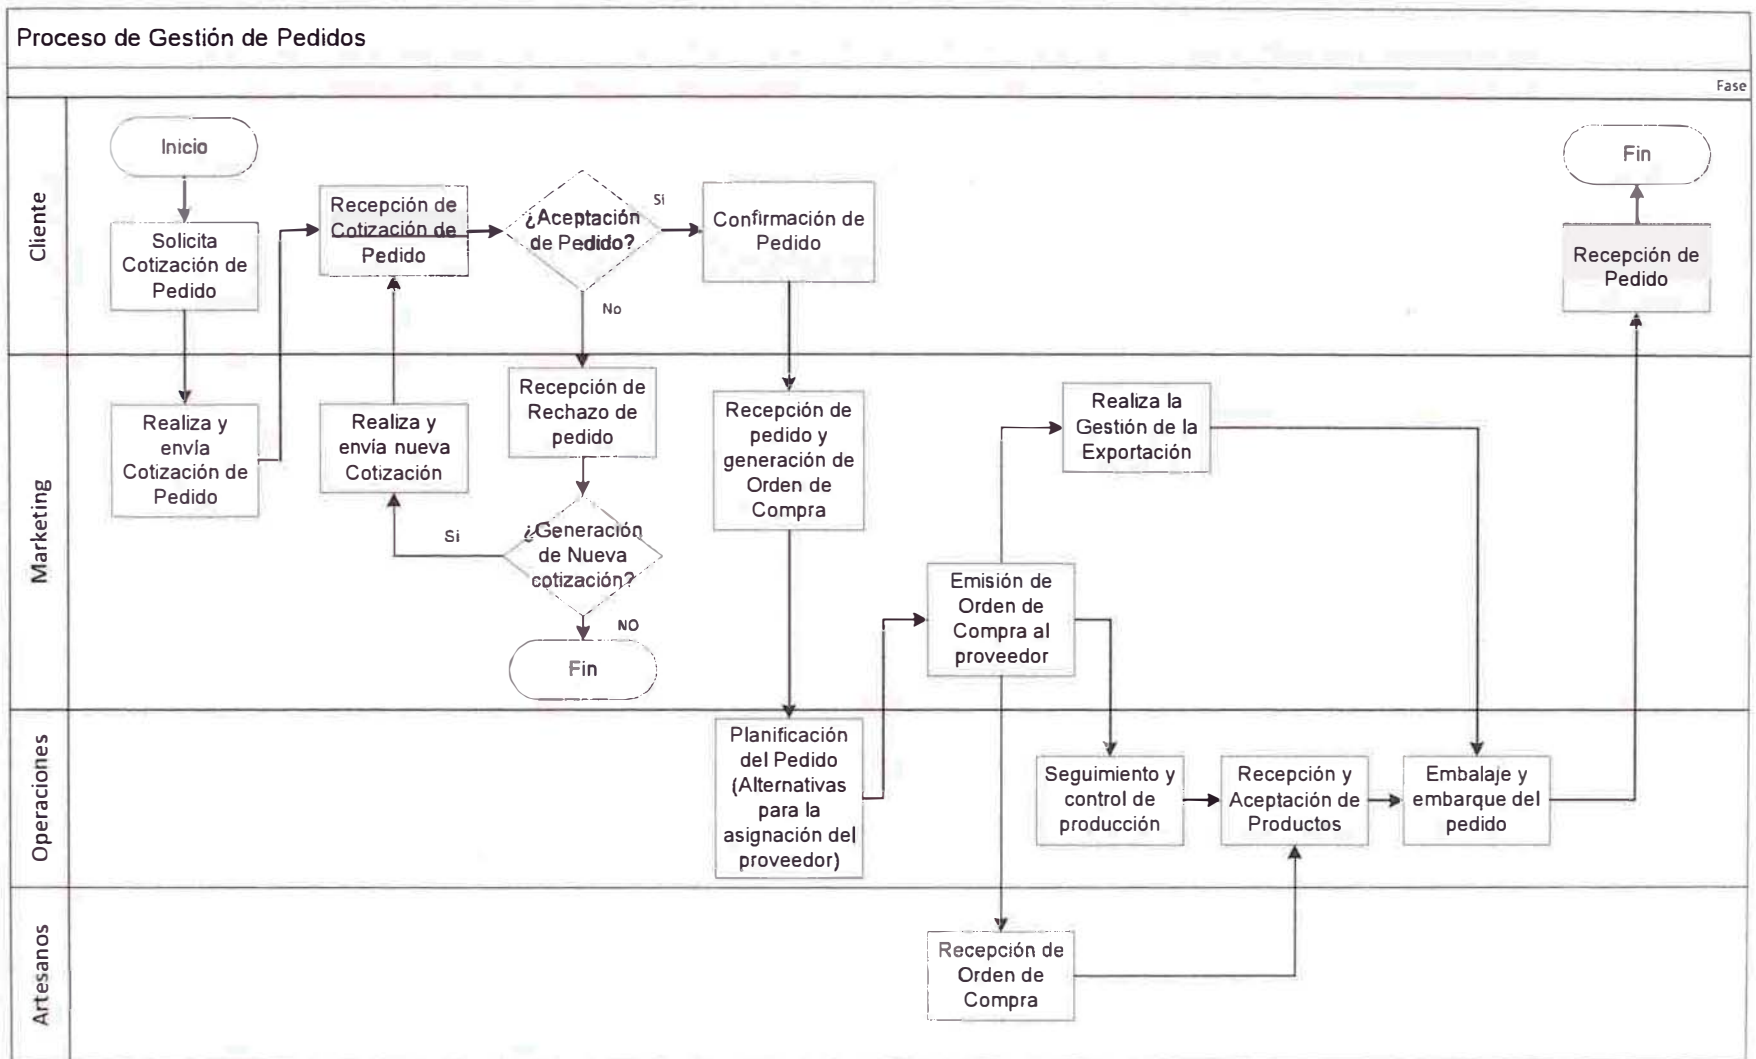 Proceso de Gestión de Pedidos
Fase
Cliente
Inicio
Solicita
Cotización de
Pedido
Recepción de
Cotización de
Pedido
¿Aceptación
de Pedido?
Si
No
Confirmación de
Pedido
Fin
Recepción de
Pedido
Marketing
Realiza y
envía
Cotización de
Pedido
Realiza y
envía nueva
Cotización
Recepción de
Rechazo de
pedido
¿Generación
de Nueva
cotización?
Si
NO
Fin
Recepción de
pedido y
generación de
Orden de
Compra
Emisión de
Orden de
Compra al
proveedor
Realiza la
Gestión de la
Exportación
Operaciones
Planificación
del Pedido
(Alternativas
para la
asignación del
proveedor)
Seguimiento y
control de
producción
Recepción y
Aceptación de
Productos
Embalaje y
embarque del
pedido
Artesanos
Recepción de
Orden de
Compra